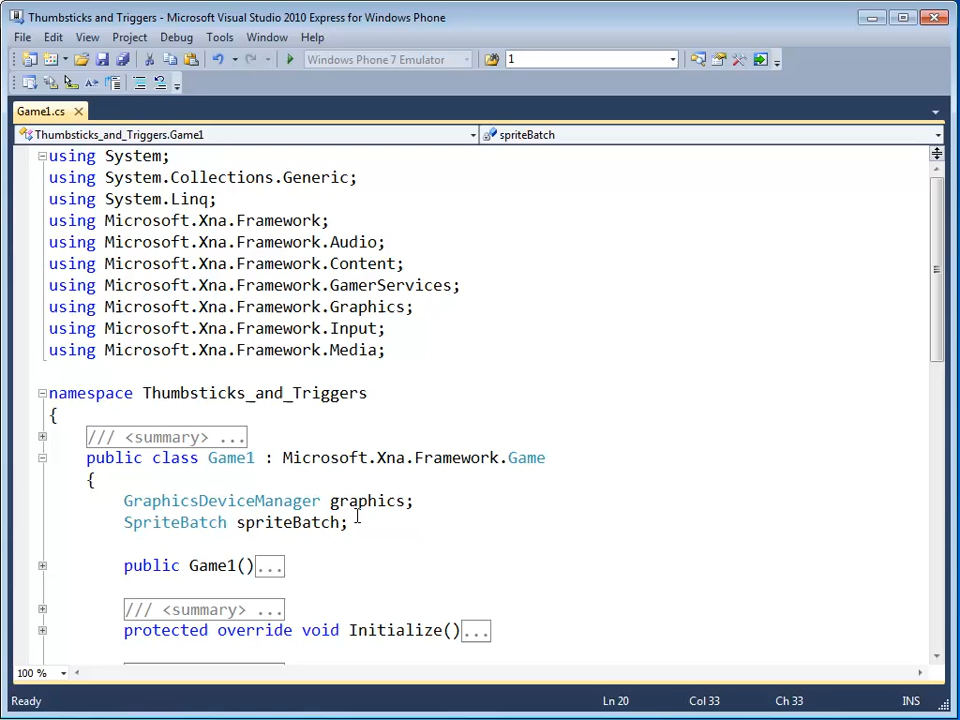 Thumbsticks and Triggers - Microsoft Visual Studio 2010 Express for Windows Phone
File Edit View Project Debug Tools Window Help
Windows Phone 7 Emulator 1
Game1.cs
Thumbsticks_and_Triggers.Game1 spriteBatch
using System;
using System.Collections.Generic;
using System.Linq;
using Microsoft.Xna.Framework;
using Microsoft.Xna.Framework.Audio;
using Microsoft.Xna.Framework.Content;
using Microsoft.Xna.Framework.GamerServices;
using Microsoft.Xna.Framework.Graphics;
using Microsoft.Xna.Framework.Input;
using Microsoft.Xna.Framework.Media;
namespace Thumbsticks_and_Triggers
{
/// <summary> ...
public class Game1 : Microsoft.Xna.Framework.Game
{
GraphicsDeviceManager graphics;
SpriteBatch spriteBatch;
public Game1()...
/// <summary> ...
protected override void Initialize()...
100 %
Ready Ln 20 Col 33 Ch 33 INS